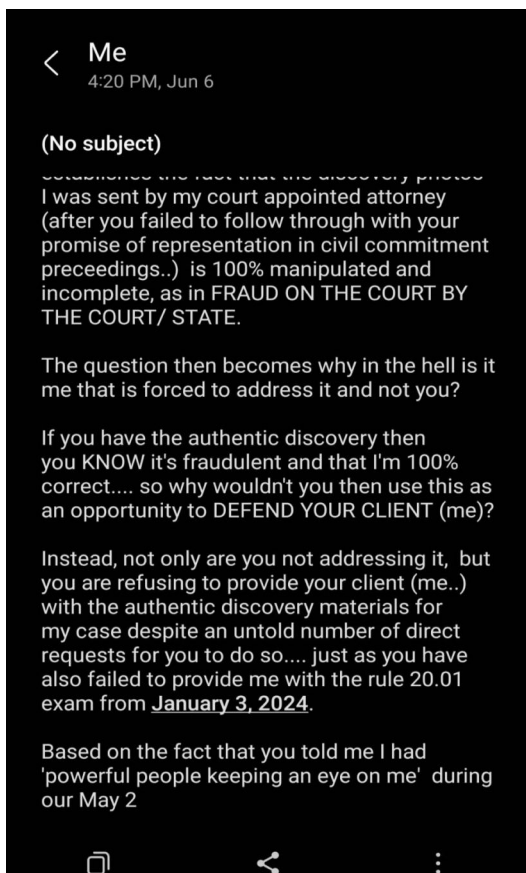 Me
4:20 PM, Jun 6
(No subject)
established the fact that the discovery photos
I was sent by my court appointed attorney
(after you failed to follow through with your
promise of representation in civil commitment
preceedings..) is 100% manipulated and
incomplete, as in FRAUD ON THE COURT BY
THE COURT/ STATE.
The question then becomes why in the hell is it
me that is forced to address it and not you?
If you have the authentic discovery then
you KNOW it's fraudulent and that I'm 100%
correct.... so why wouldn't you then use this as
an opportunity to DEFEND YOUR CLIENT (me)?
Instead, not only are you not addressing it, but
you are refusing to provide your client (me..)
with the authentic discovery materials for
my case despite an untold number of direct
requests for you to do so.... just as you have
also failed to provide me with the rule 20.01
exam from January 3, 2024.
Based on the fact that you told me I had
'powerful people keeping an eye on me' during
our May 2